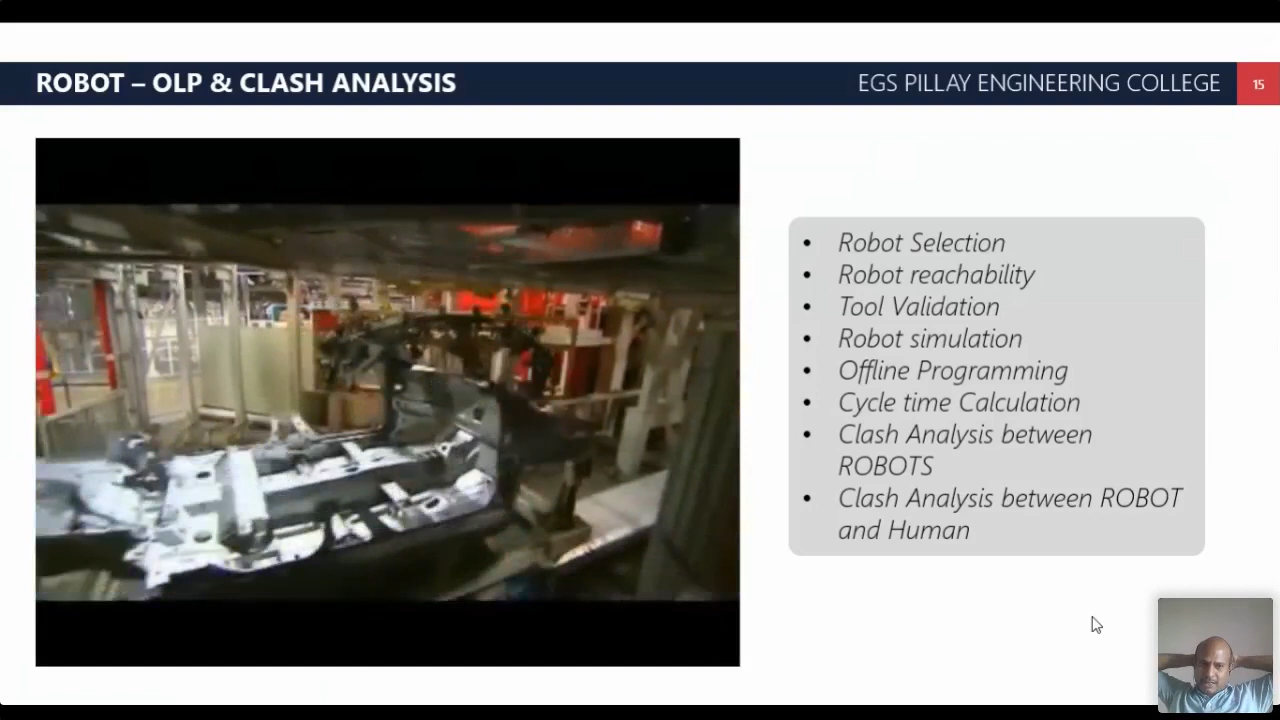 ROBOT – OLP & CLASH ANALYSIS
EGS PILLAY ENGINEERING COLLEGE
15
• Robot Selection
• Robot reachability
• Tool Validation
• Robot simulation
• Offline Programming
• Cycle time Calculation
• Clash Analysis between
ROBOTS
• Clash Analysis between ROBOT
and Human